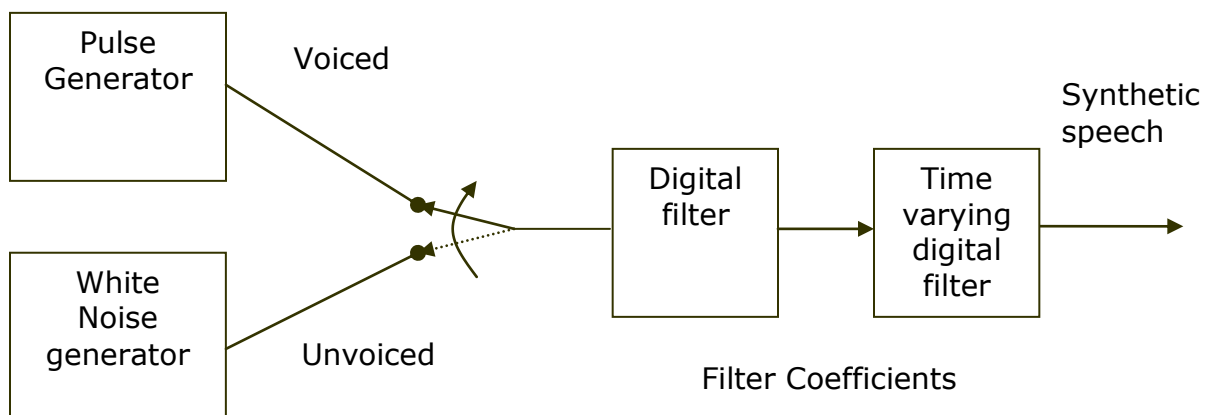 Pulse
Generator
Voiced
White
Noise
generator
Unvoiced
Digital
filter
Time
varying
digital
filter
Synthetic
speech
Filter Coefficients